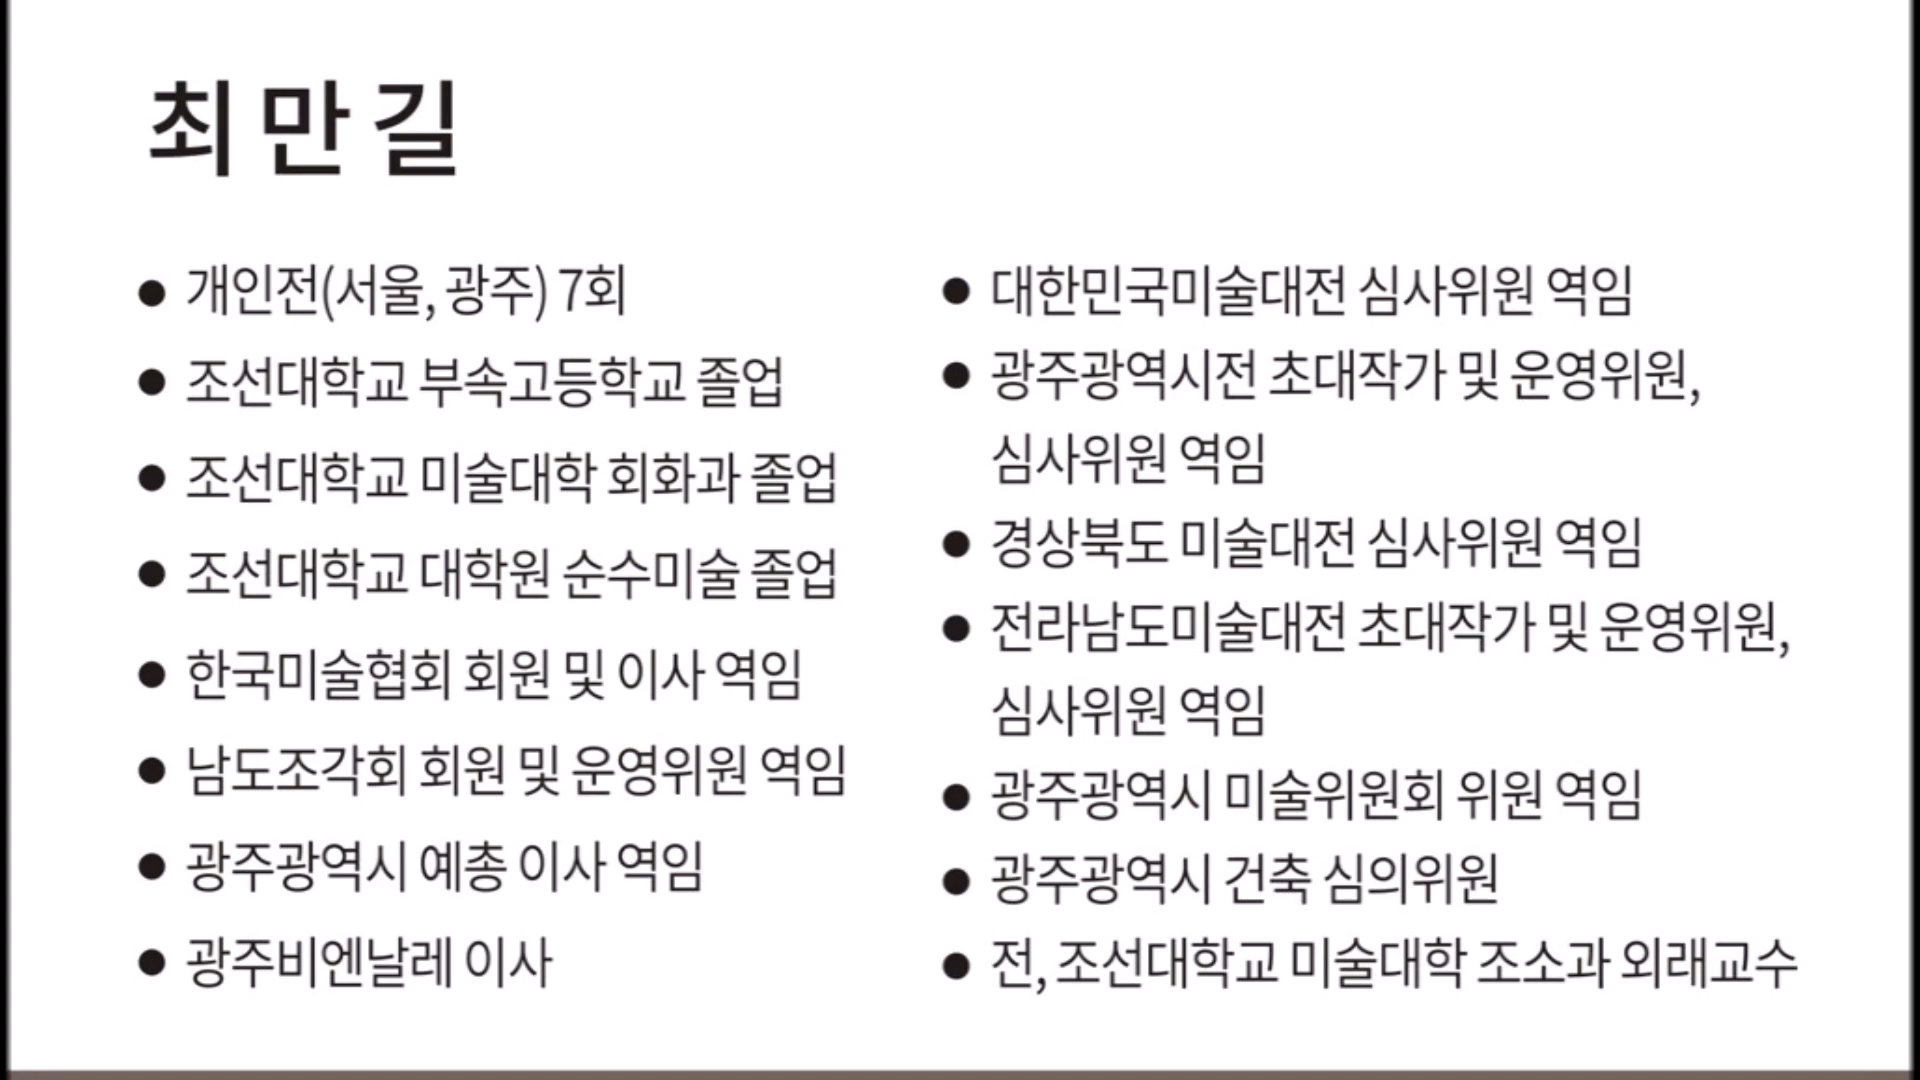 최만길
● 개인전(서울, 광주) 7회
● 조선대학교 부속고등학교 졸업
● 조선대학교 미술대학 회화과 졸업
● 조선대학교 대학원 순수미술 졸업
● 한국미술협회 회원 및 이사 역임
● 남도조각회 회원 및 운영위원 역임
● 광주광역시 예총 이사 역임
● 광주비엔날레 이사
● 대한민국미술대전 심사위원 역임
● 광주광역시전 초대작가 및 운영위원,
심사위원 역임
● 경상북도 미술대전 심사위원 역임
● 전라남도미술대전 초대작가 및 운영위원,
심사위원 역임
● 광주광역시 미술위원회 위원 역임
● 광주광역시 건축 심의위원
● 전, 조선대학교 미술대학 조소과 외래교수